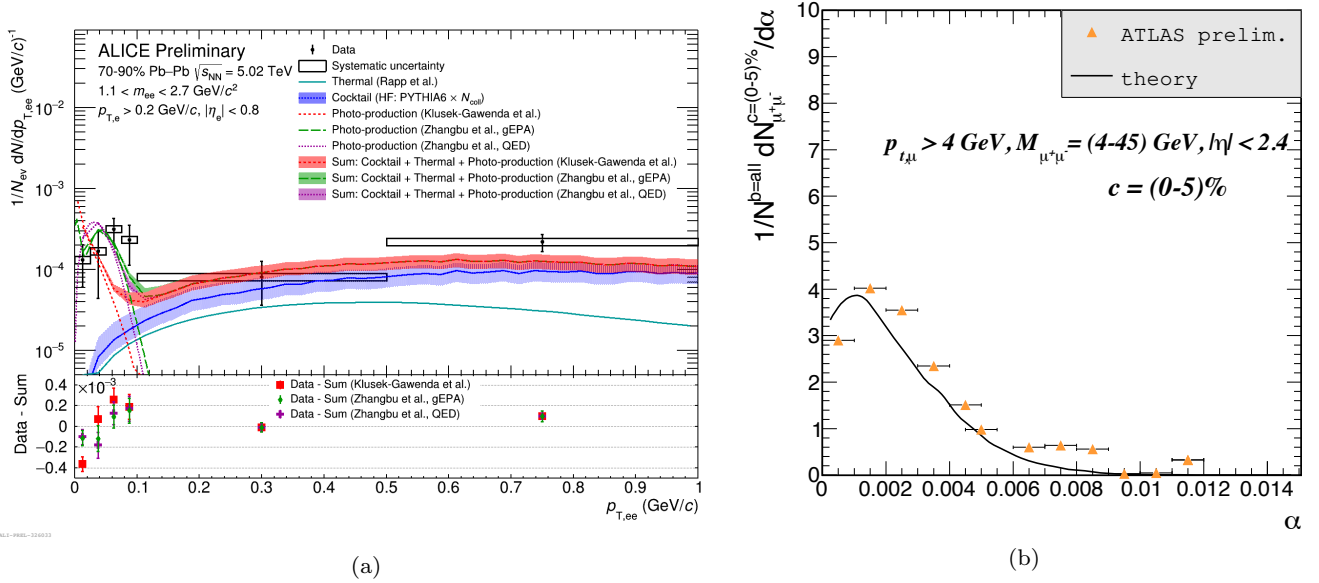 ALICE Preliminary
70-90% Pb–Pb √sNN = 5.02 TeV
1.1 < mee < 2.7 GeV/c²
pT,e > 0.2 GeV/c, |ηe| < 0.8
Data
Systematic uncertainty
Thermal (Rapp et al.)
Cocktail (HF: PYTHIA6 × Ncoll)
Photo-production (Klusek-Gawenda et al.)
Photo-production (Zhangbu et al., gEPA)
Photo-production (Zhangbu et al., QED)
Sum: Cocktail + Thermal + Photo-production (Klusek-Gawenda et al.)
Sum: Cocktail + Thermal + Photo-production (Zhangbu et al., gEPA)
Sum: Cocktail + Thermal + Photo-production (Zhangbu et al., QED)
1/Nev dN/dpT,ee (GeV/c)⁻¹
10⁻²
10⁻³
10⁻⁴
10⁻⁵
×10⁻³
Data - Sum (Klusek-Gawenda et al.)
Data - Sum (Zhangbu et al., gEPA)
Data - Sum (Zhangbu et al., QED)
Data - Sum
0.4
0.2
0
−0.2
−0.4
0 0.1 0.2 0.3 0.4 0.5 0.6 0.7 0.8 0.9 1
pT,ee (GeV/c)
ALI-PREL-326033
(a)
ATLAS prelim.
theory
pt,μ > 4 GeV, Mμ⁺μ⁻ = (4-45) GeV, |η| < 2.4
c = (0-5)%
1/N^b=all dN^c=(0-5)%μ⁺μ⁻/dα
10
9
8
7
6
5
4
3
2
1
0
0 0.002 0.004 0.006 0.008 0.01 0.012 0.014
α
(b)